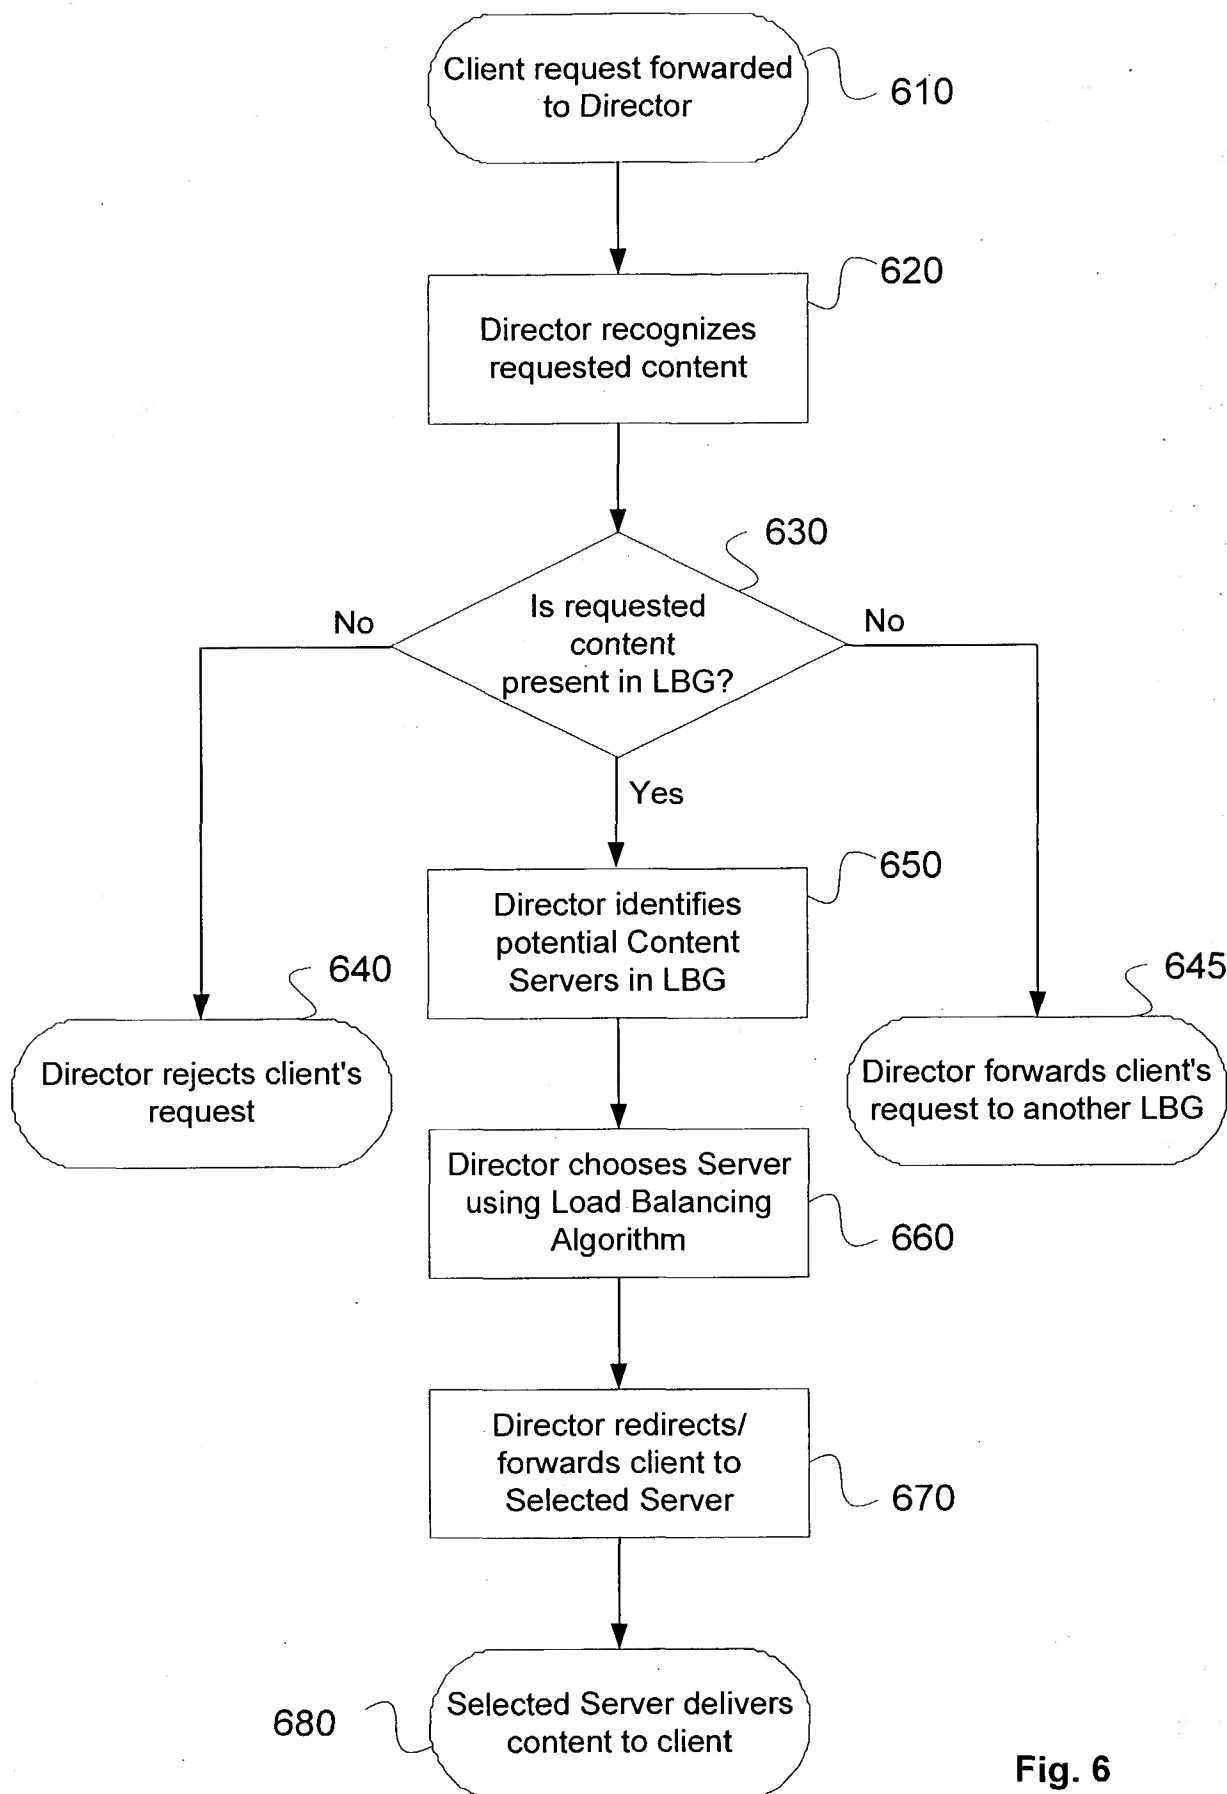 Client request forwarded
to Director
610
620
Director recognizes
requested content
630
Is requested
content
present in LBG?
No
No
Yes
650
Director identifies
potential Content
Servers in LBG
640
Director rejects client's
request
645
Director forwards client's
request to another LBG
Director chooses Server
using Load Balancing
Algorithm
660
Director redirects/
forwards client to
Selected Server
670
Selected Server delivers
content to client
680
Fig. 6